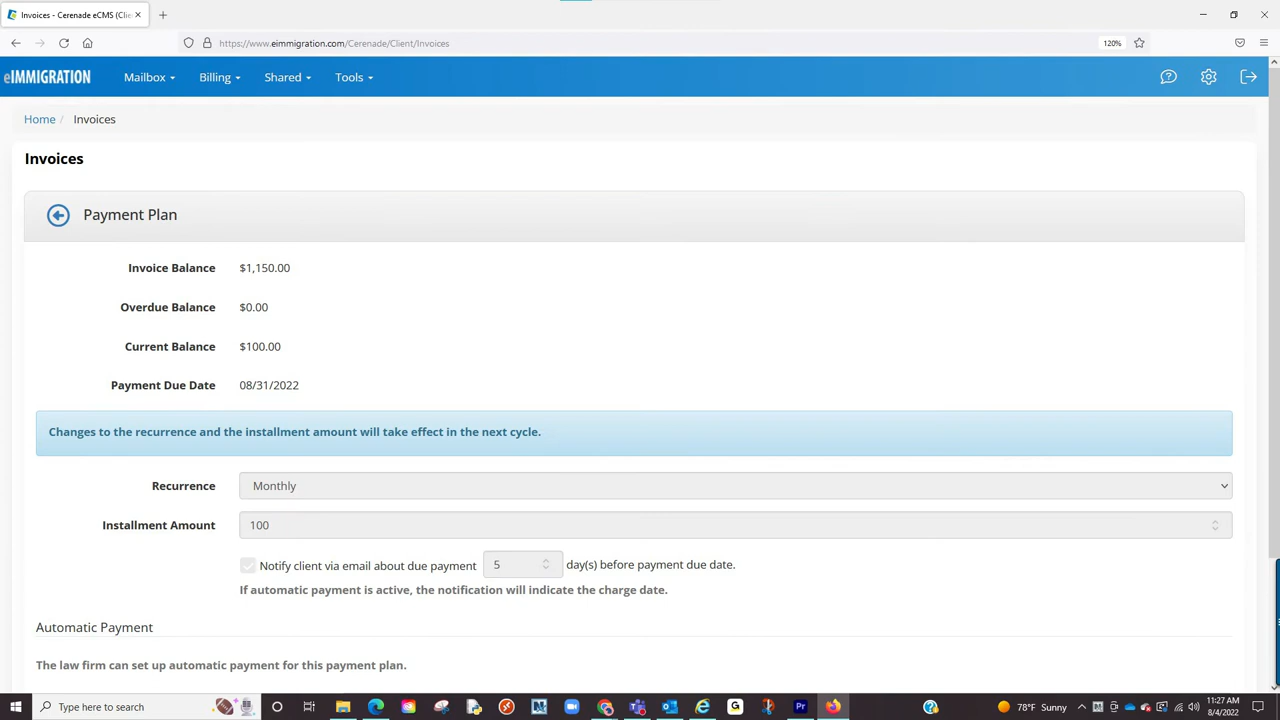 Invoices - Cerenade eCMS (Clie
https://www.eimmigration.com/Cerenade/Client/Invoices
120%
eIMMIGRATION
Mailbox
Billing
Shared
Tools
Home / Invoices
Invoices
Payment Plan
Invoice Balance $1,150.00
Overdue Balance $0.00
Current Balance $100.00
Payment Due Date 08/31/2022
Changes to the recurrence and the installment amount will take effect in the next cycle.
Recurrence Monthly
Installment Amount 100
Notify client via email about due payment 5 day(s) before payment due date.
If automatic payment is active, the notification will indicate the charge date.
Automatic Payment
The law firm can set up automatic payment for this payment plan.
Type here to search
G
Pr
78°F Sunny
11:27 AM
8/4/2022